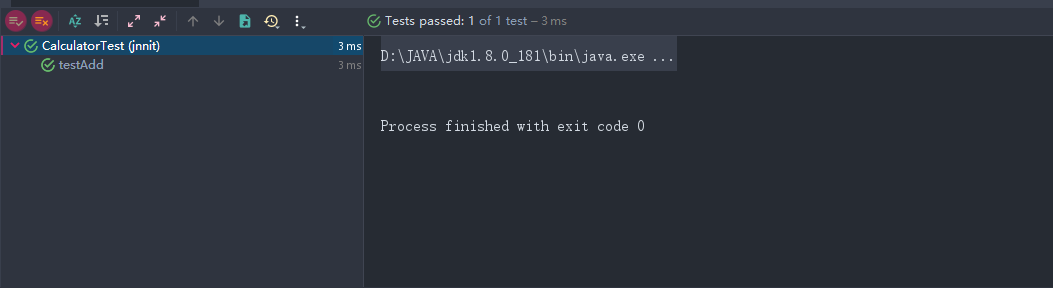 Tests passed: 1 of 1 test – 3 ms
CalculatorTest (jnnit) 3 ms
testAdd 3 ms
D:\JAVA\jdk1.8.0_181\bin\java.exe ...
Process finished with exit code 0